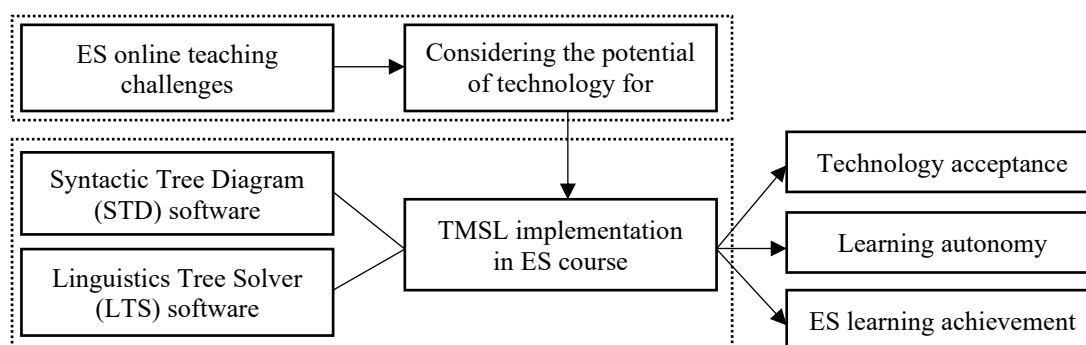 ES online teaching
challenges
Considering the potential
of technology for
Syntactic Tree Diagram
(STD) software
Linguistics Tree Solver
(LTS) software
TMSL implementation
in ES course
Technology acceptance
Learning autonomy
ES learning achievement